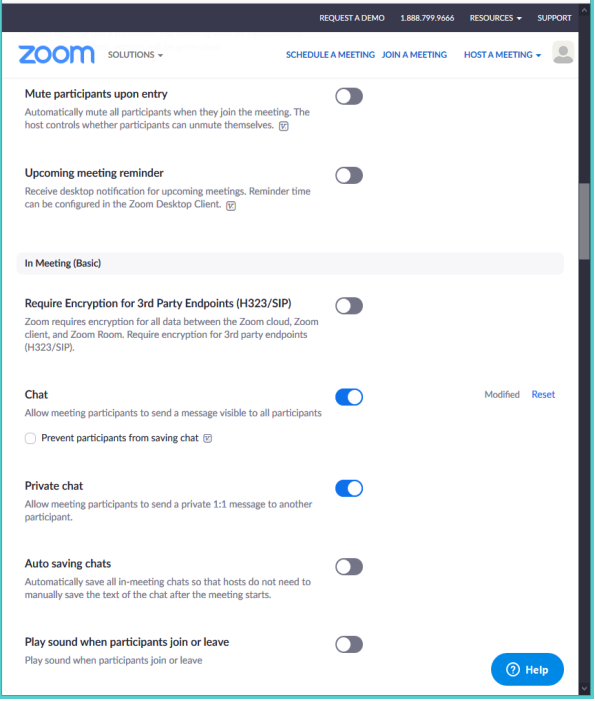 REQUEST A DEMO 1.888.799.9666 RESOURCES SUPPORT
zoom SOLUTIONS SCHEDULE A MEETING JOIN A MEETING HOST A MEETING
Mute participants upon entry
Automatically mute all participants when they join the meeting. The
host controls whether participants can unmute themselves.
Upcoming meeting reminder
Receive desktop notification for upcoming meetings. Reminder time
can be configured in the Zoom Desktop Client.
In Meeting (Basic)
Require Encryption for 3rd Party Endpoints (H323/SIP)
Zoom requires encryption for all data between the Zoom cloud, Zoom
client, and Zoom Room. Require encryption for 3rd party endpoints
(H323/SIP).
Chat Modified Reset
Allow meeting participants to send a message visible to all participants
Prevent participants from saving chat
Private chat
Allow meeting participants to send a private 1:1 message to another
participant.
Auto saving chats
Automatically save all in-meeting chats so that hosts do not need to
manually save the text of the chat after the meeting starts.
Play sound when participants join or leave
Play sound when participants join or leave
Help